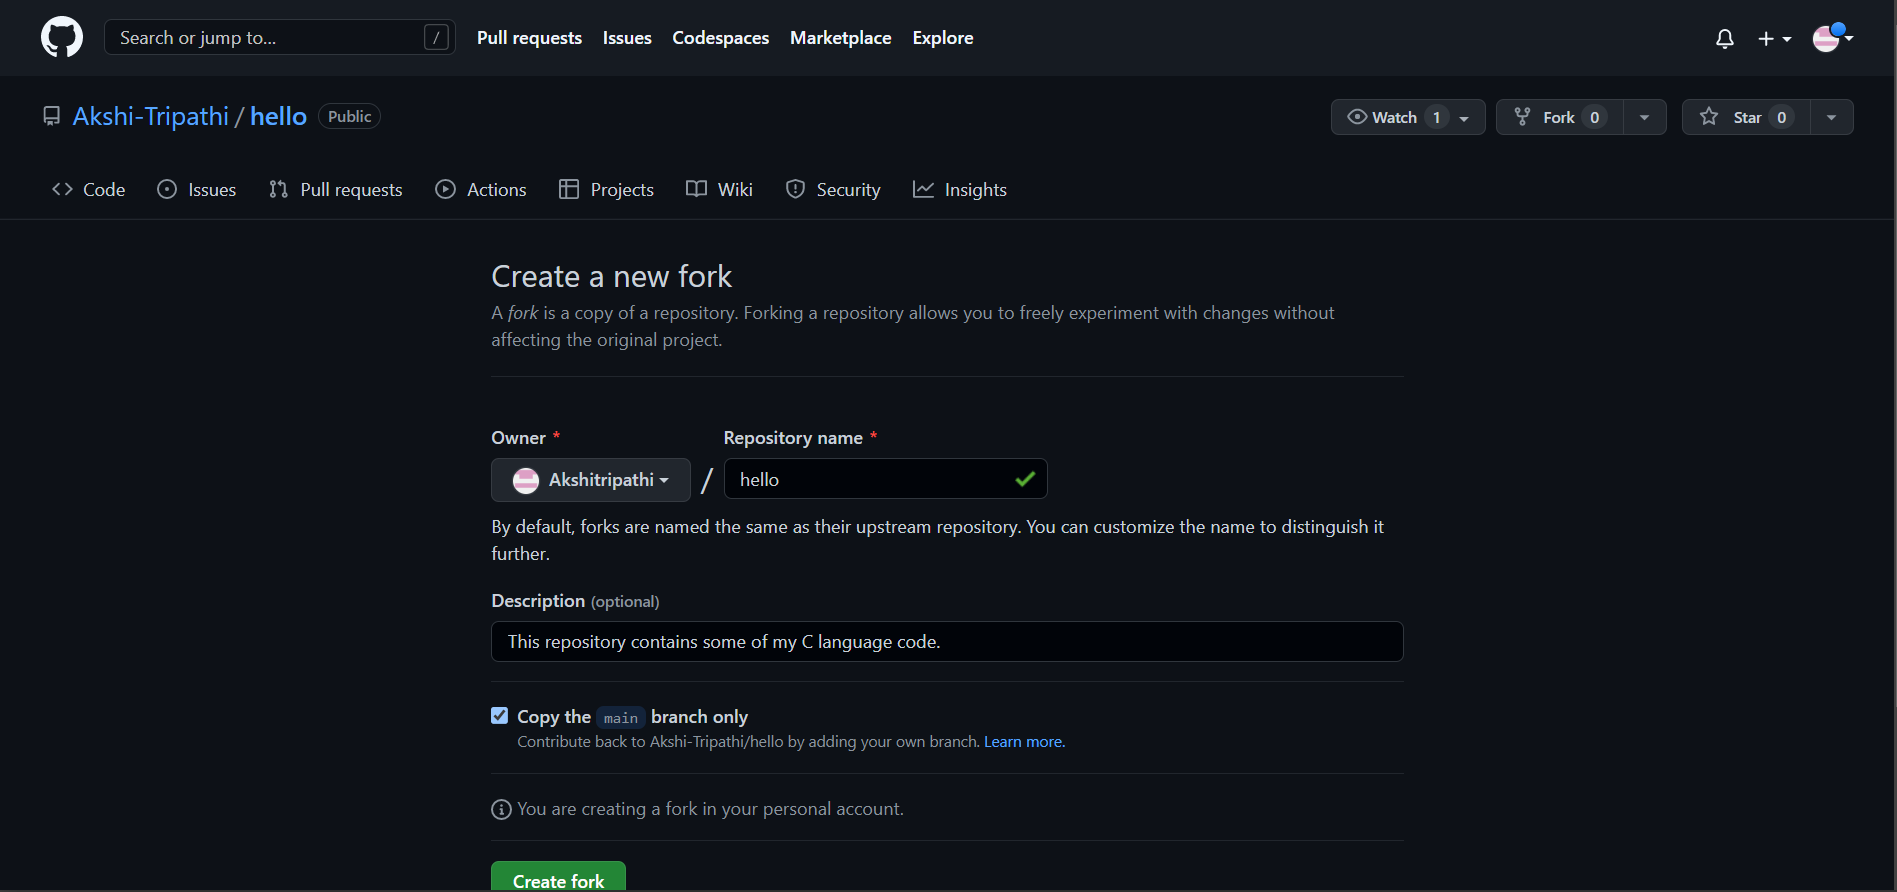 Search or jump to... /
Pull requests Issues Codespaces Marketplace Explore
Akshi-Tripathi / hello Public
Watch 1 Fork 0 Star 0
Code Issues Pull requests Actions Projects Wiki Security Insights
Create a new fork
A fork is a copy of a repository. Forking a repository allows you to freely experiment with changes without
affecting the original project.
Owner * Repository name *
Akshitripathi / hello
By default, forks are named the same as their upstream repository. You can customize the name to distinguish it
further.
Description (optional)
This repository contains some of my C language code.
Copy the main branch only
Contribute back to Akshi-Tripathi/hello by adding your own branch. Learn more.
You are creating a fork in your personal account.
Create fork